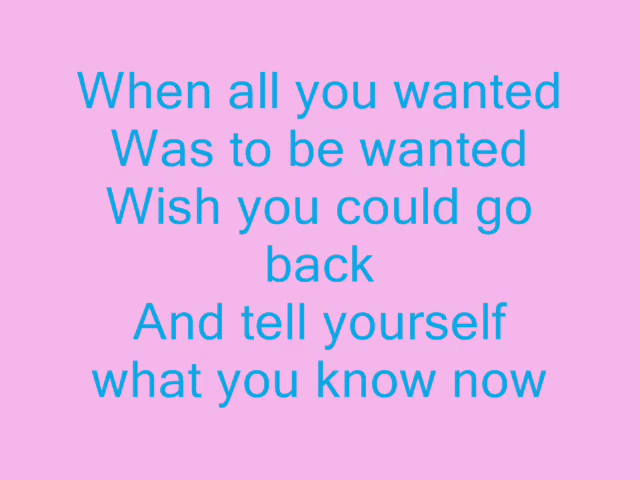 When all you wanted
Was to be wanted
Wish you could go
back
And tell yourself
what you know now